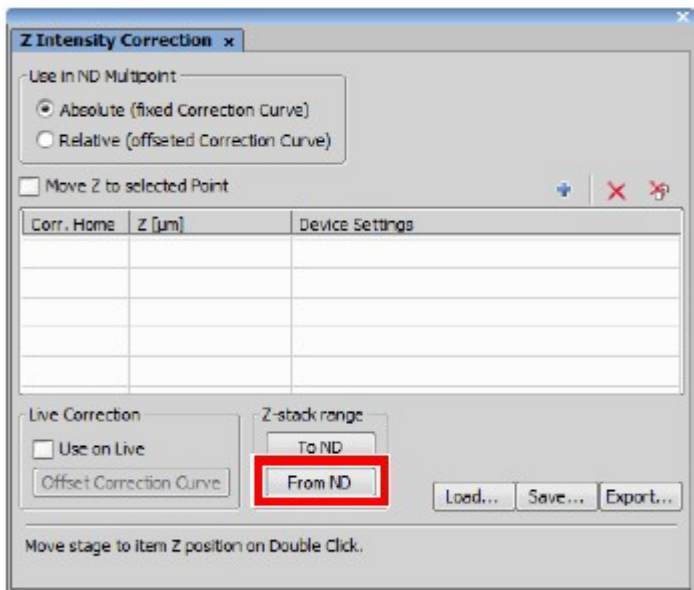 Z Intensity Correction x
Use in ND Multipoint
Absolute (fixed Correction Curve)
Relative (offseted Correction Curve)
Move Z to selected Point
Corr. Home Z [µm] Device Settings
Live Correction Z-stack range
Use on Live To ND
Offset Correction Curve From ND Load... Save... Export...
Move stage to item Z position on Double Click.